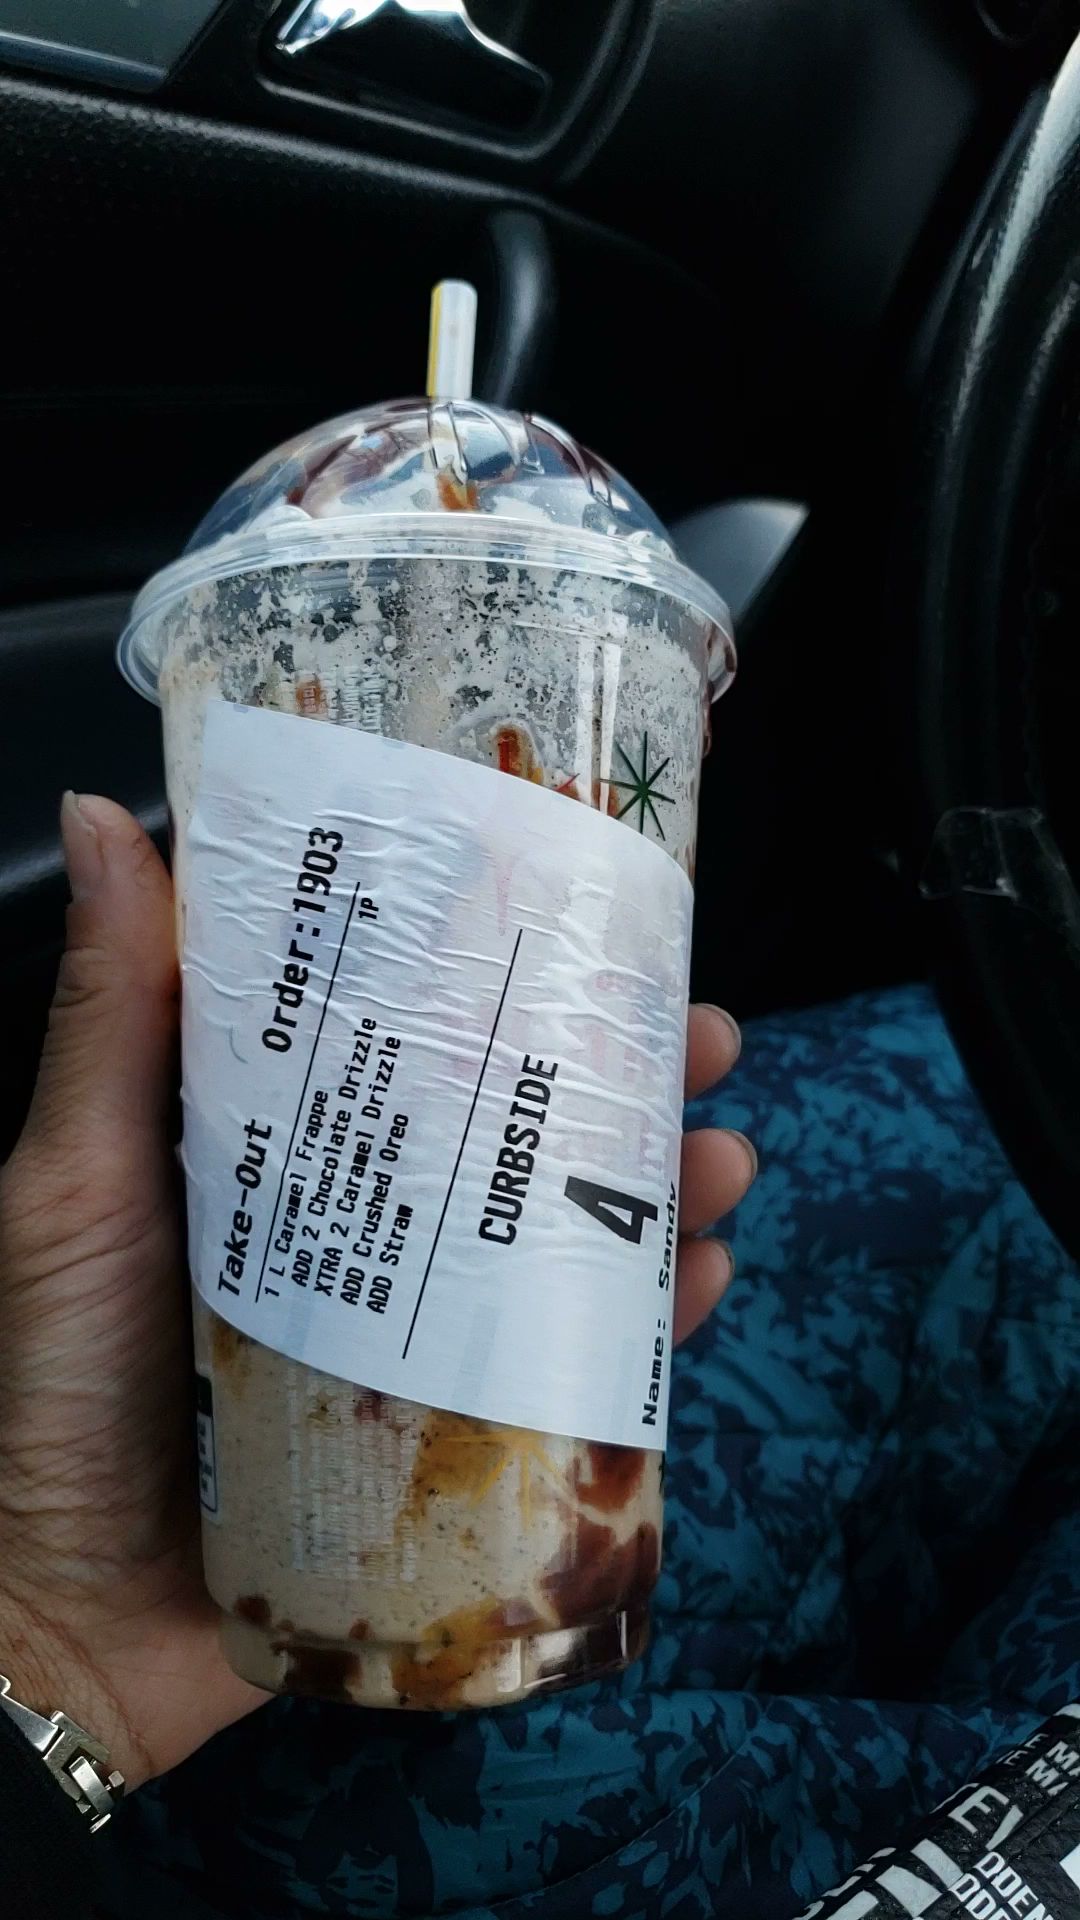 Take-Out Order:1903
1P
1 L Caramel Frappe
ADD 2 Chocolate Drizzle
XTRA 2 Caramel Drizzle
ADD Crushed Oreo
ADD Straw
CURBSIDE
4
Name: Sandy